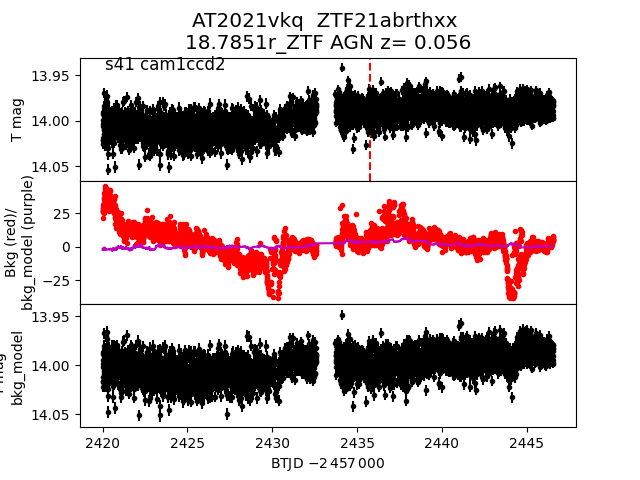 AT2021vkq  ZTF21abrthxx
18.7851r_ZTF AGN z= 0.056
s41 cam1ccd2
13.95
14.00
14.05
T mag
25
0
−25
Bkg (red)/
bkg_model (purple)
13.95
14.00
14.05
bkg_model
2420
2425
2430
2435
2440
2445
BTJD −2 457 000